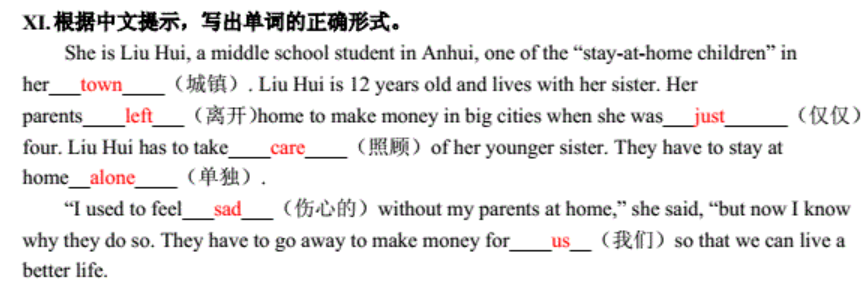 XI.根据中文提示，写出单词的正确形式。
She is Liu Hui, a middle school student in Anhui, one of the “stay-at-home children” in
her___town_____（城镇）. Liu Hui is 12 years old and lives with her sister. Her
parents____left___（离开)home to make money in big cities when she was___just______（仅仅）
four. Liu Hui has to take____care____（照顾）of her younger sister. They have to stay at
home__alone____（单独）.
“I used to feel___sad___（伤心的）without my parents at home,” she said, “but now I know
why they do so. They have to go away to make money for____us__（我们）so that we can live a
better life.